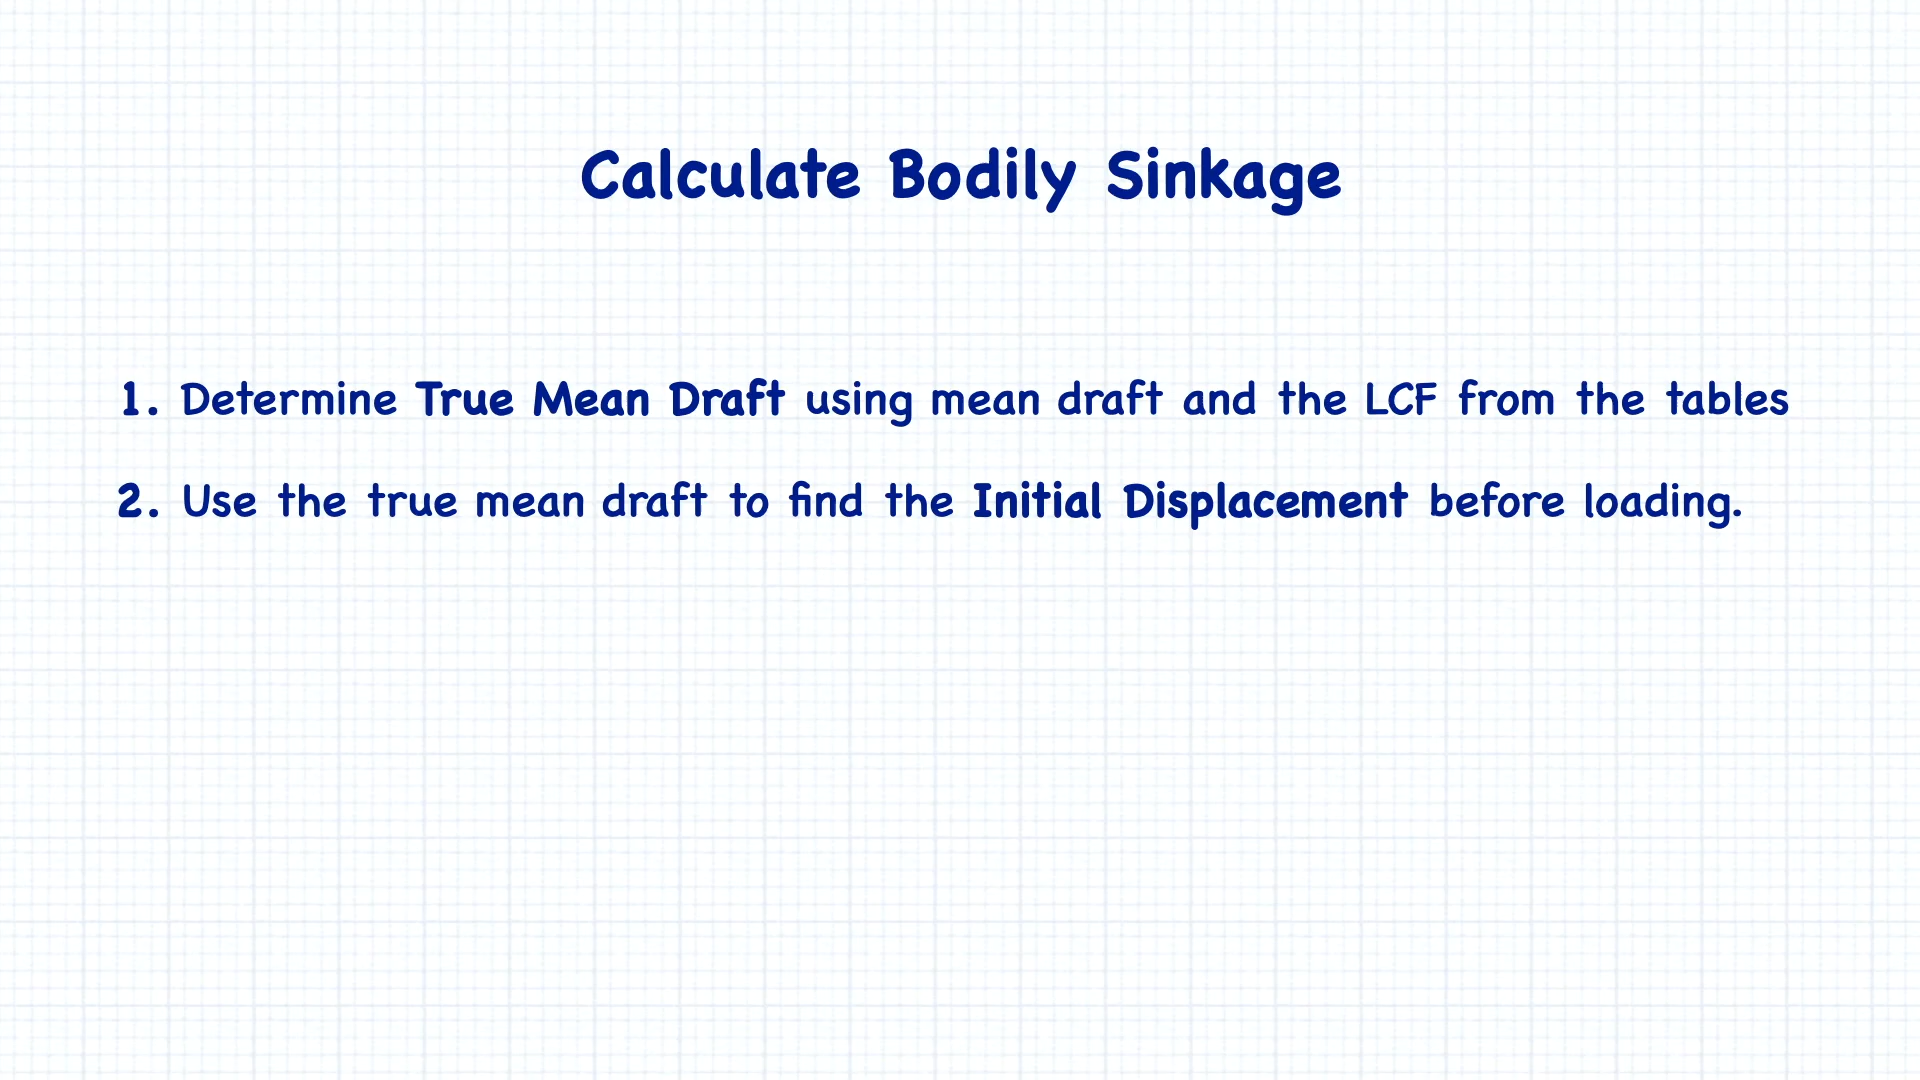 Calculate Bodily Sinkage
1. Determine True Mean Draft using mean draft and the LCF from the tables
2. Use the true mean draft to find the Initial Displacement before loading.